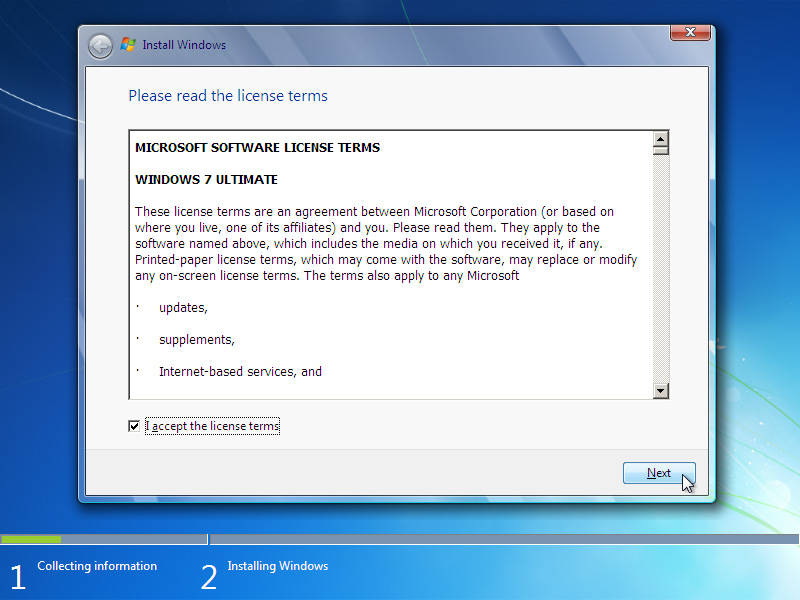 Install Windows
Please read the license terms
MICROSOFT SOFTWARE LICENSE TERMS
WINDOWS 7 ULTIMATE
These license terms are an agreement between Microsoft Corporation (or based on
where you live, one of its affiliates) and you. Please read them. They apply to the
software named above, which includes the media on which you received it, if any.
Printed-paper license terms, which may come with the software, may replace or modify
any on-screen license terms. The terms also apply to any Microsoft
· updates,
· supplements,
· Internet-based services, and
I accept the license terms
Next
1 Collecting information
2 Installing Windows